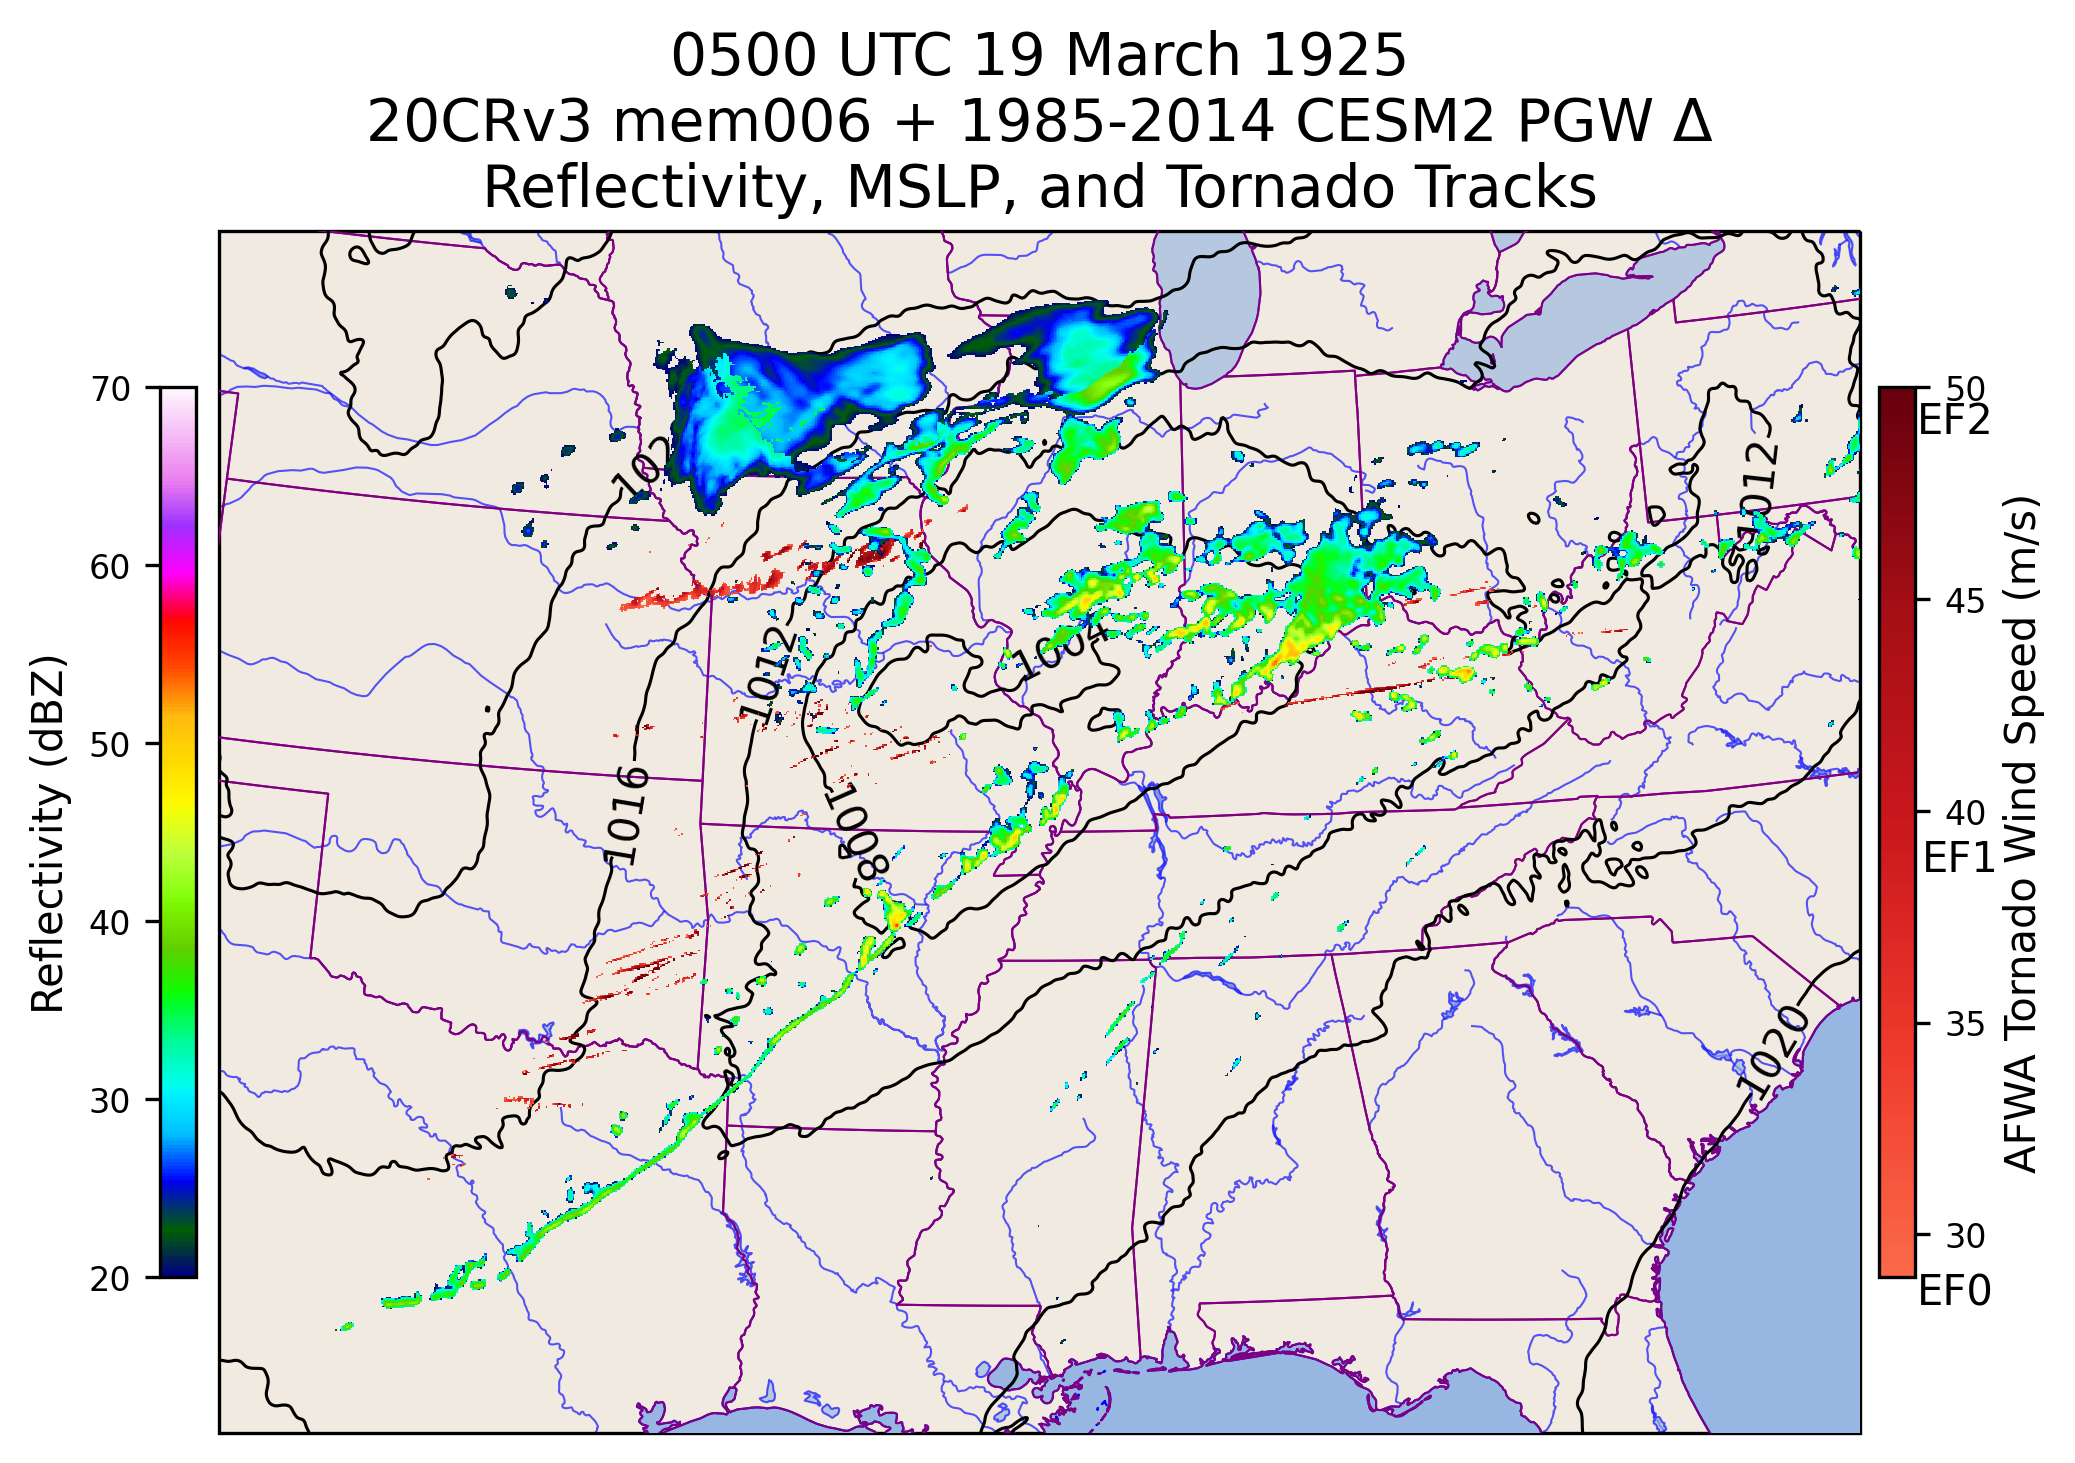 0500 UTC 19 March 1925
20CRv3 mem006 + 1985-2014 CESM2 PGW Δ
Reflectivity, MSLP, and Tornado Tracks
70
60
50
40
30
20
Reflectivity (dBZ)
102
1012
1012
1004
1016
1008
1020
50
EF2
45
40
EF1
35
30
EF0
AFWA Tornado Wind Speed (m/s)